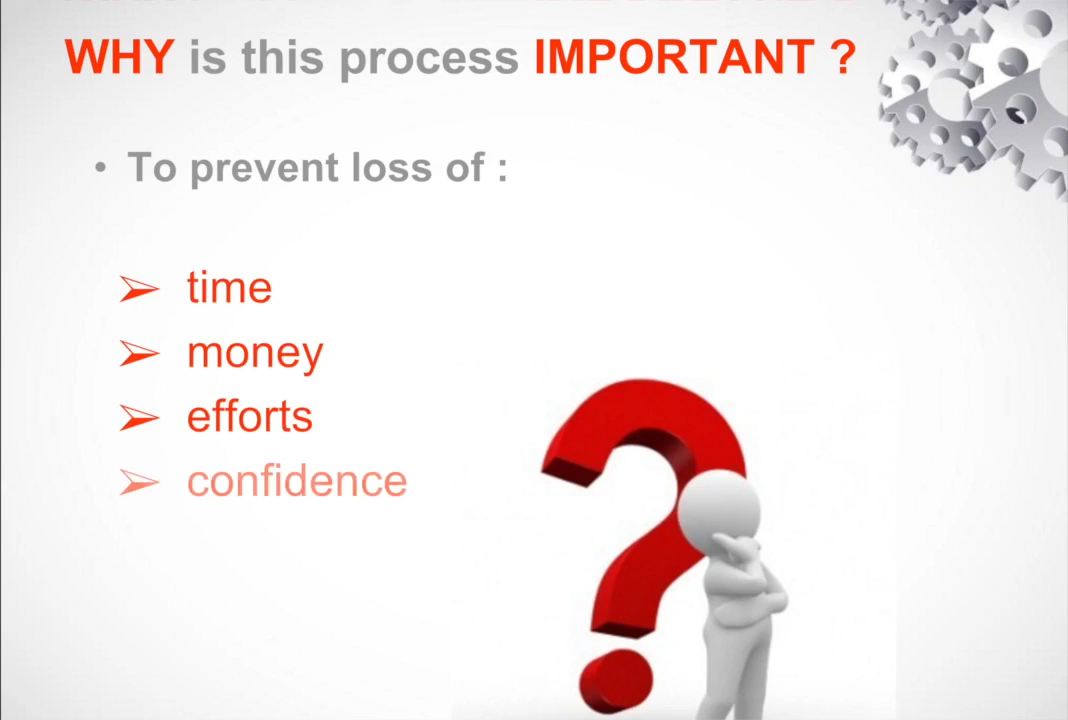 WHY is this process IMPORTANT ?
• To prevent loss of :
➢ time
➢ money
➢ efforts
➢ confidence